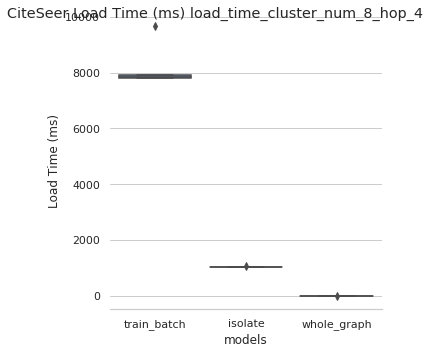 CiteSeer Load Time (ms) load_time_cluster_num_8_hop_4
10000
8000
6000
4000
2000
0
Load Time (ms)
train_batch
isolate
whole_graph
models